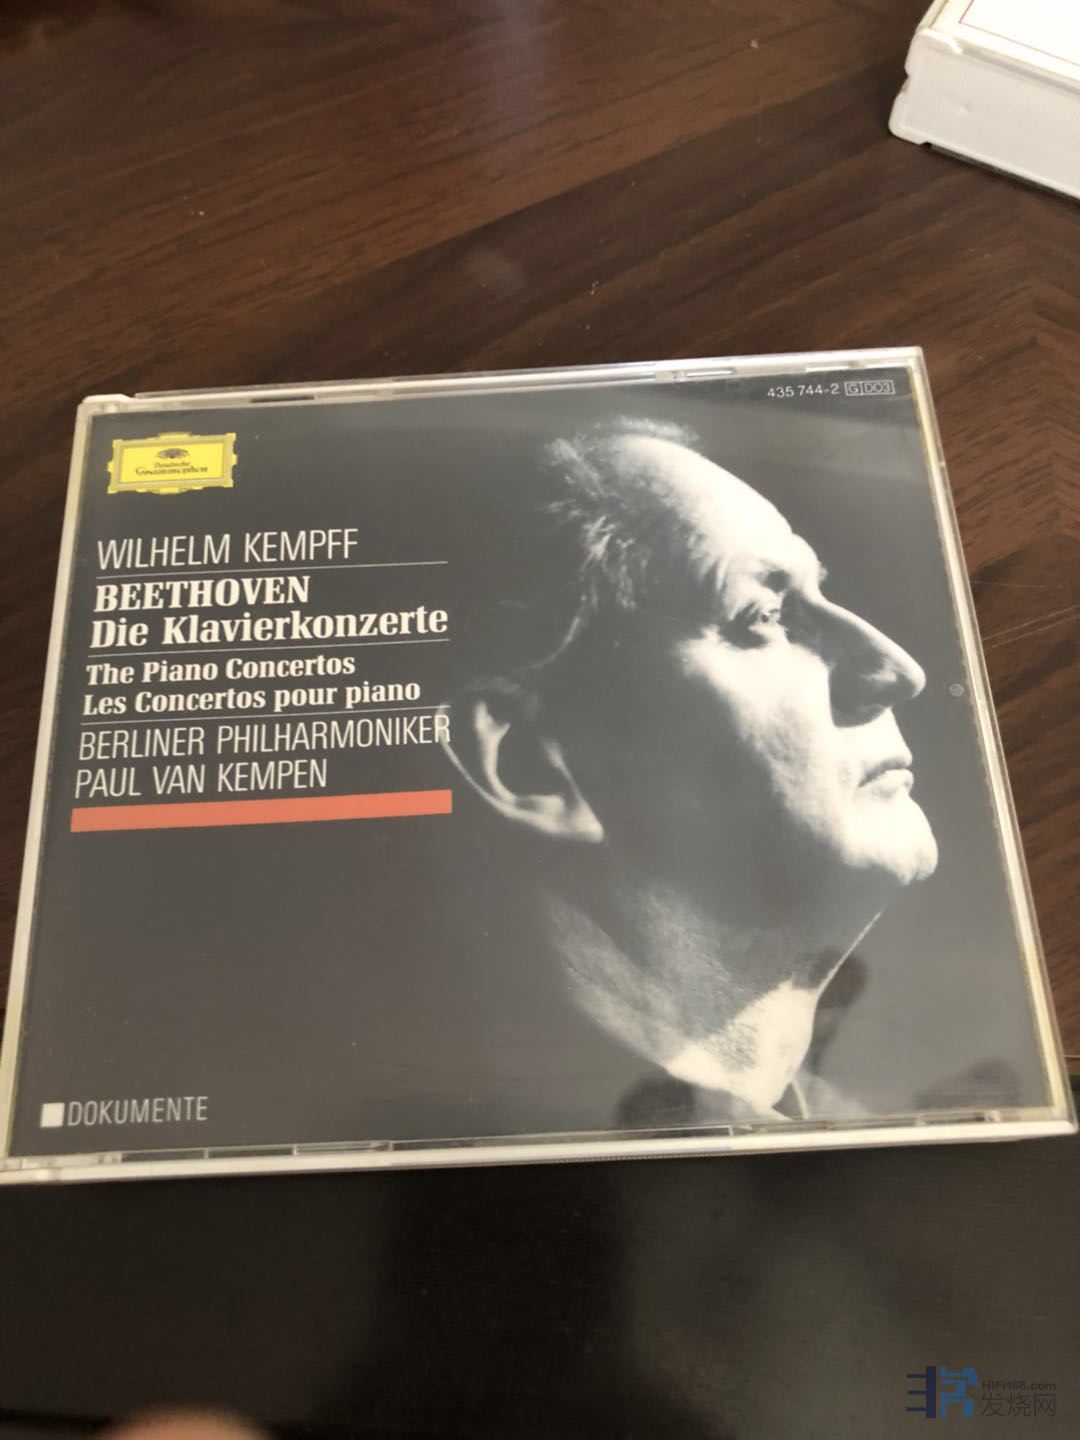 435 744-2 G DO3
Deutsche
Grammophon
WILHELM KEMPFF
BEETHOVEN
Die Klavierkonzerte
The Piano Concertos
Les Concertos pour piano
BERLINER PHILHARMONIKER
PAUL VAN KEMPEN
DOKUMENTE
HIFI168.com
发烧网